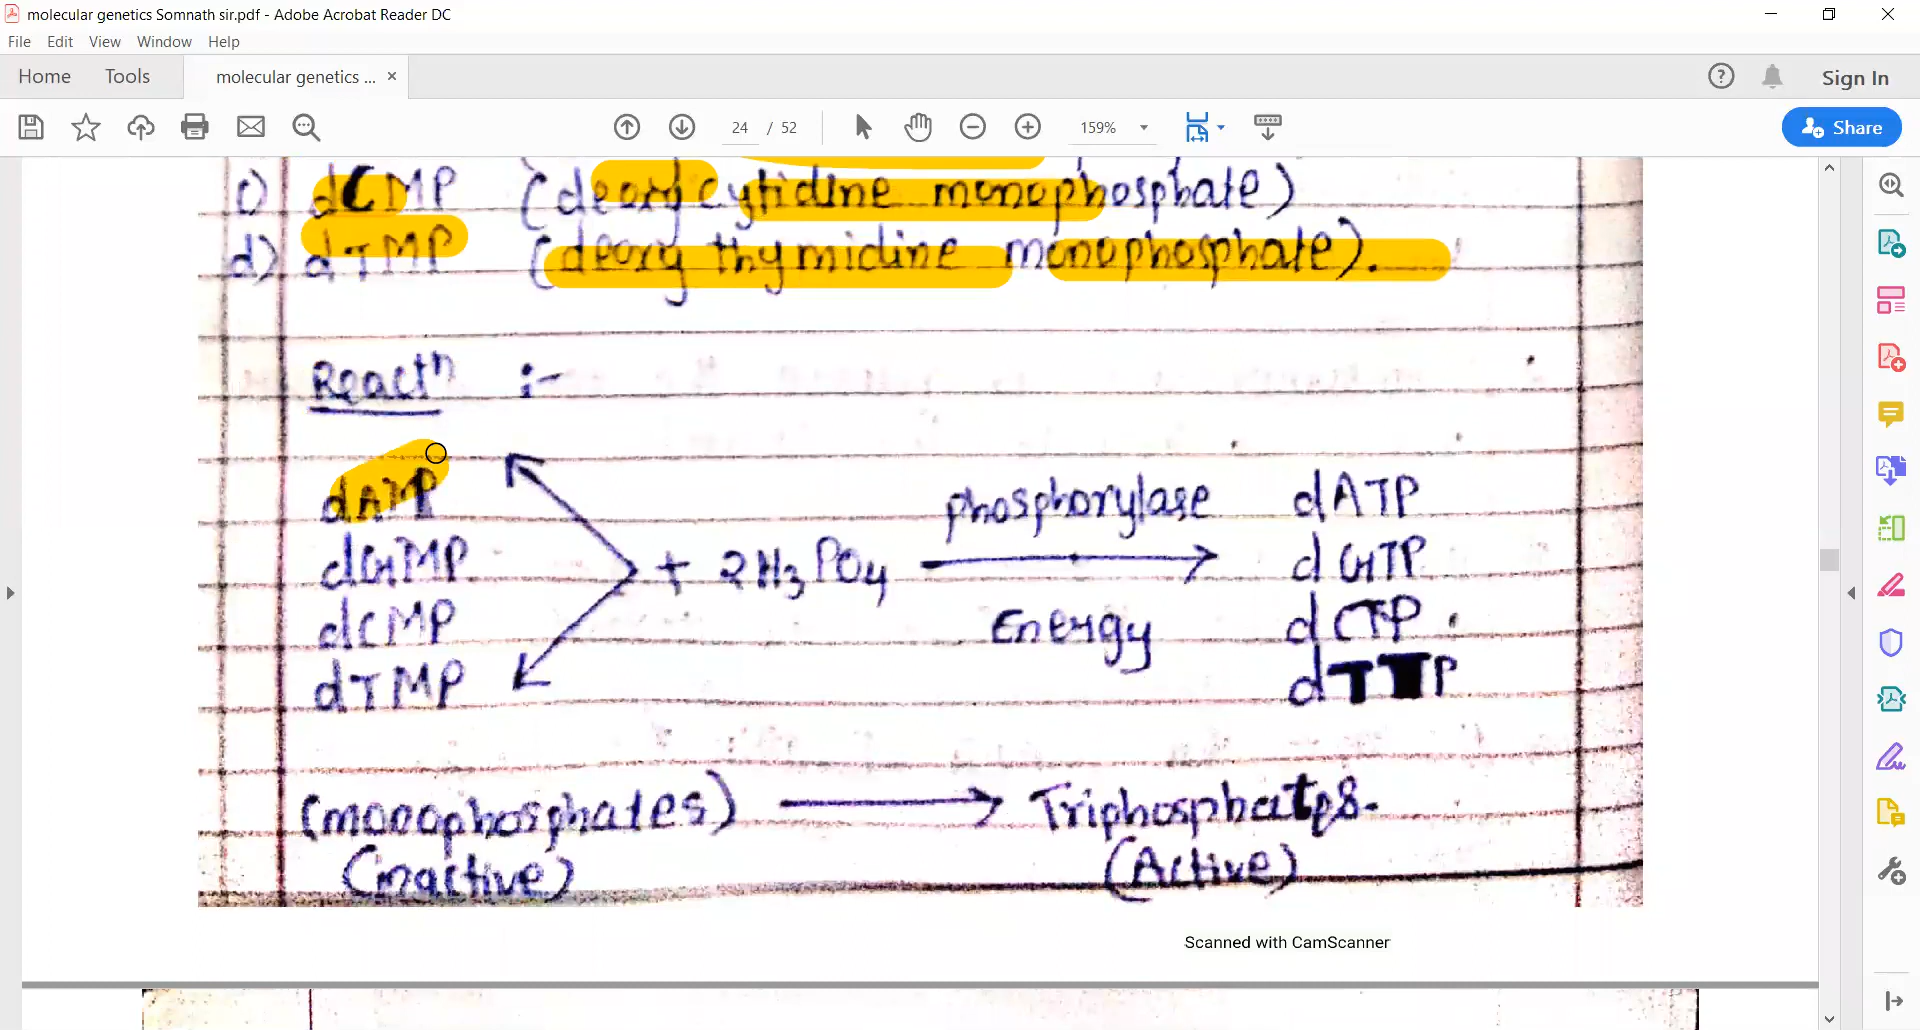 molecular genetics Somnath sir.pdf - Adobe Acrobat Reader DC
File Edit View Window Help
Home Tools molecular genetics ... ×
Sign In
24 / 52 159%
Share
c) dCMP (deoxycytidine monophosphate)
d) dTMP (deoxy thymidine monophosphate).
Reactn :-
dAMP
dGMP
dCMP
dTMP
+ 2H3PO4
phosphorylase
Energy
dATP
dGTP
dCTP.
dTTP
(monophosphates) → Triphosphates.
(Inactive) (Active)
Scanned with CamScanner